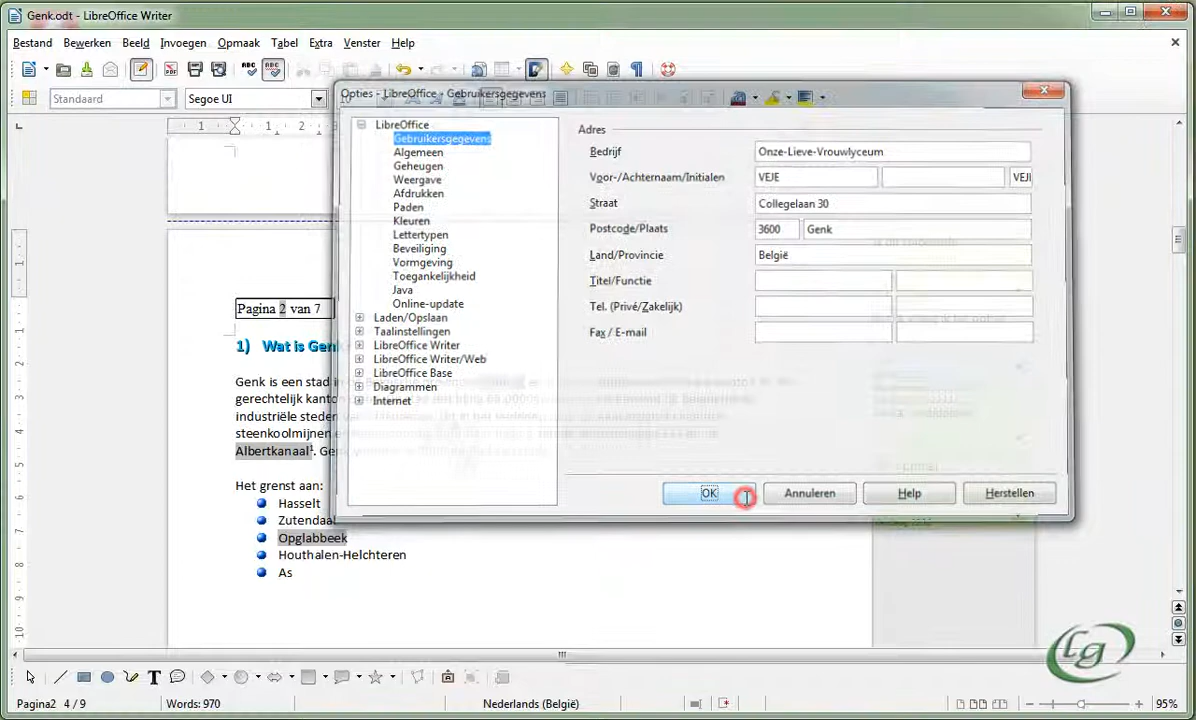 Genk.odt - LibreOffice Writer
Bestand Bewerken Beeld Invoegen Opmaak Tabel Extra Venster Help
Standaard Segoe UI
Opties - LibreOffice - Gebruikersgegevens
LibreOffice
Gebruikersgegevens
Algemeen
Geheugen
Weergave
Afdrukken
Paden
Kleuren
Lettertypen
Beveiliging
Vormgeving
Toegankelijkheid
Java
Online-update
Laden/Opslaan
Taalinstellingen
LibreOffice Writer
LibreOffice Writer/Web
LibreOffice Base
Diagrammen
Internet
Adres
Bedrijf Onze-Lieve-Vrouwlyceum
Voor-/Achternaam/Initialen VEJE VEJE
Straat Collegelaan 30
Postcode/Plaats 3600 Genk
Land/Provincie België
Titel/Functie
Tel. (Privé/Zakelijk)
Fax / E-mail
OK Annuleren Help Herstellen
Pagina 2 van 7
1) Wat is Genk
Genk is een stad in
gerechtelijk kanton
industriële steden
steenkoolmijnen
Albertkanaal¹.
Het grenst aan:
Hasselt
Zutendaal
Opglabbeek
Houthalen-Helchteren
As
Lg
Pagina2 4 / 9 Words: 970 Nederlands (België) 95%